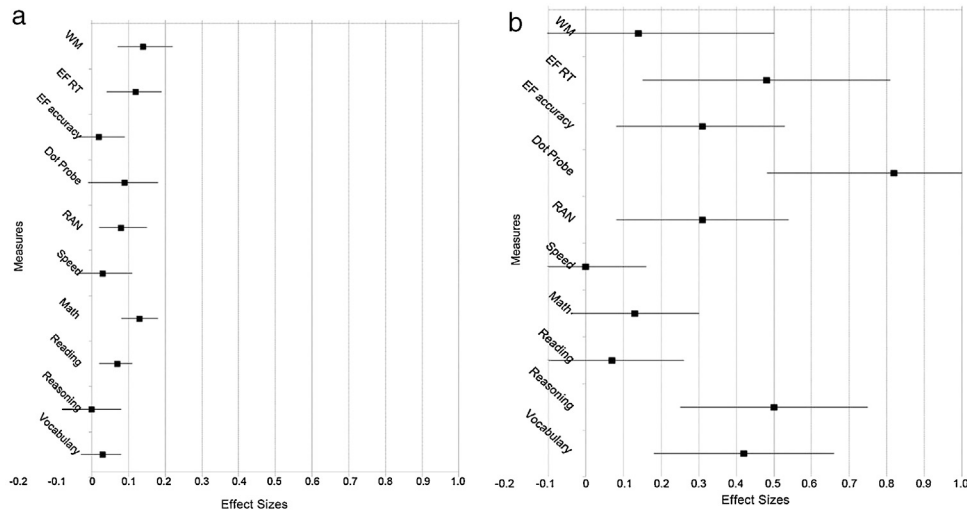 a
WM
EF RT
EF accuracy
Dot Probe
RAN
Speed
Math
Reading
Reasoning
Vocabulary
Measures
-0.2 -0.1 0 0.1 0.2 0.3 0.4 0.5 0.6 0.7 0.8 0.9 1.0
Effect Sizes
b
WM
EF RT
EF accuracy
Dot Probe
RAN
Speed
Math
Reading
Reasoning
Vocabulary
Measures
-0.2 -0.1 0 0.1 0.2 0.3 0.4 0.5 0.6 0.7 0.8 0.9 1.0
Effect Sizes